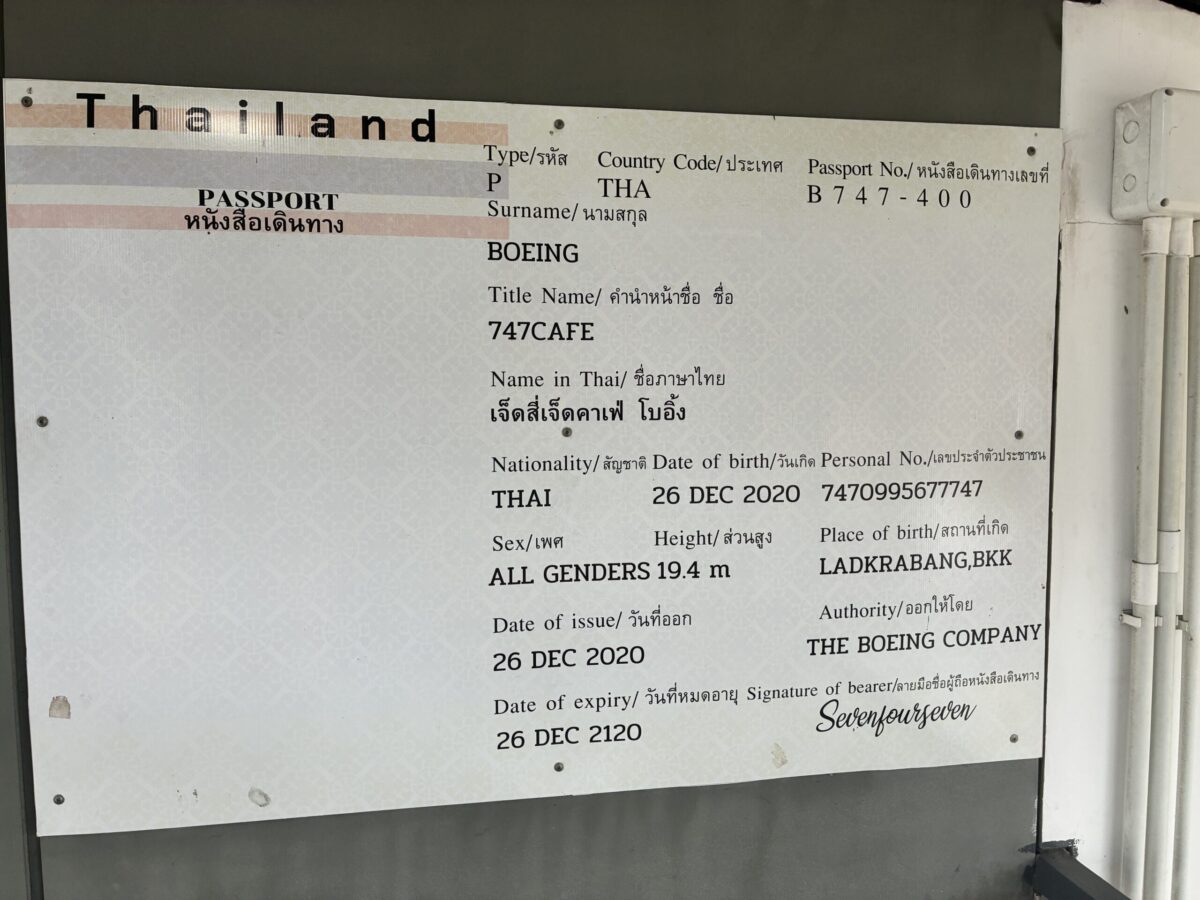 Thailand
PASSPORT
หนังสือเดินทาง
Type/รหัส Country Code/ประเทศ Passport No./หนังสือเดินทางเลขที่
P THA B747-400
Surname/นามสกุล
BOEING
Title Name/ คำนำหน้าชื่อ ชื่อ
747CAFE
Name in Thai/ ชื่อภาษาไทย
เจ็ดสี่เจ็ดคาเฟ่ โบอิ้ง
Nationality/สัญชาติ Date of birth/วันเกิด Personal No./เลขประจำตัวประชาชน
THAI 26 DEC 2020 7470995677747
Sex/เพศ Height/ส่วนสูง Place of birth/สถานที่เกิด
ALL GENDERS 19.4 m LADKRABANG,BKK
Date of issue/ วันที่ออก Authority/ออกให้โดย
26 DEC 2020 THE BOEING COMPANY
Date of expiry/ วันที่หมดอายุ Signature of bearer/ลายมือชื่อผู้ถือหนังสือเดินทาง
26 DEC 2120 Sevenfourseven